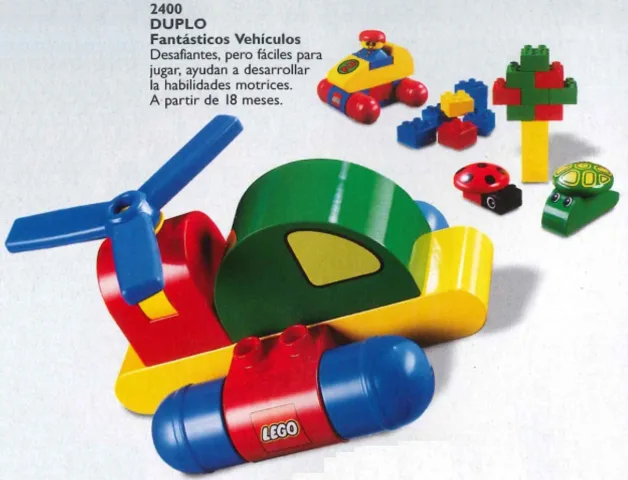 2400
DUPLO
Fantásticos Vehículos
Desafiantes, pero fáciles para
jugar, ayudan a desarrollar
la habilidades motrices.
A partir de 18 meses.
LEGO